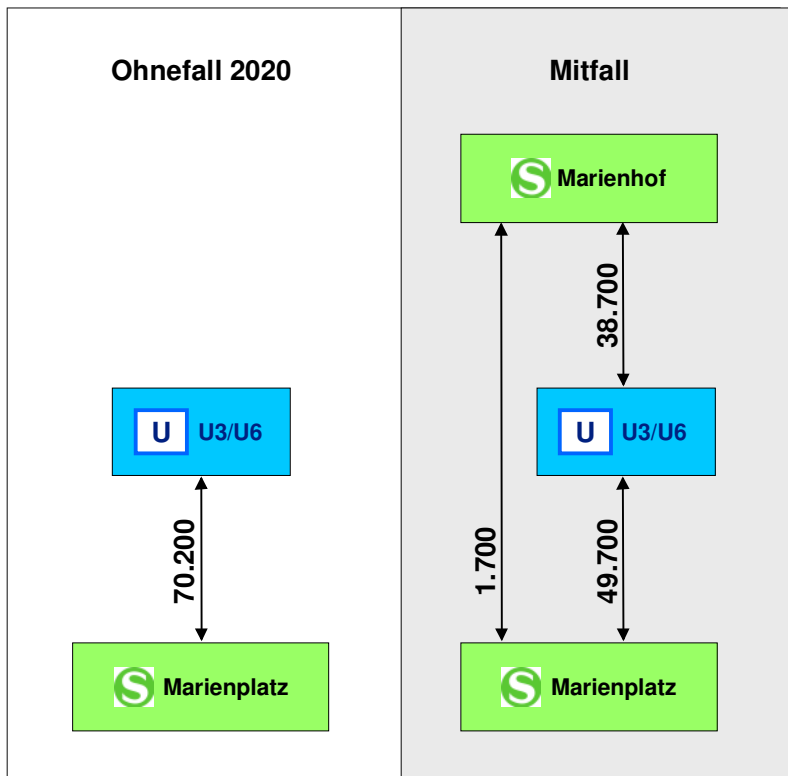 Ohnefall 2020
U U3/U6
70.200
S Marienplatz
Mitfall
S Marienhof
38.700
U U3/U6
1.700
49.700
S Marienplatz